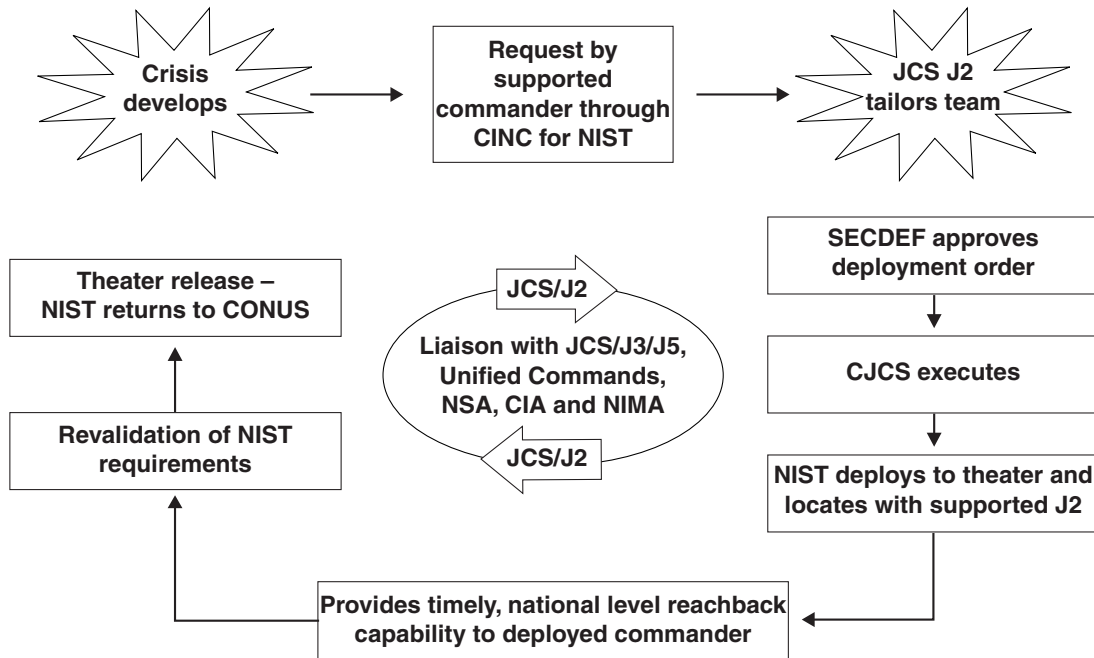 Crisis
develops
Request by
supported
commander through
CINC for NIST
JCS J2
tailors team
SECDEF approves
deployment order
CJCS executes
NIST deploys to theater and
locates with supported J2
Provides timely, national level reachback
capability to deployed commander
Revalidation of NIST
requirements
Theater release –
NIST returns to CONUS
JCS/J2
Liaison with JCS/J3/J5,
Unified Commands,
NSA, CIA and NIMA
JCS/J2